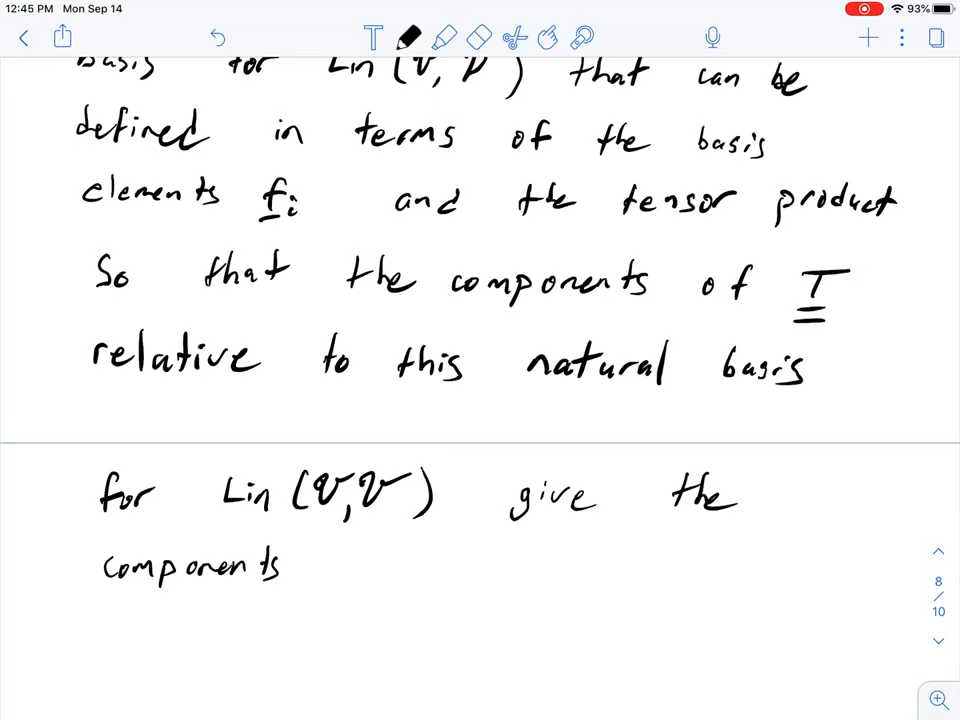 12:45 PM Mon Sep 14 93%
basis for Lin (V, V) that can be
defined in terms of the basis
elements fi and the tensor product
so that the components of T
relative to this natural basis
for Lin (V, V) give the
components
8
/
10